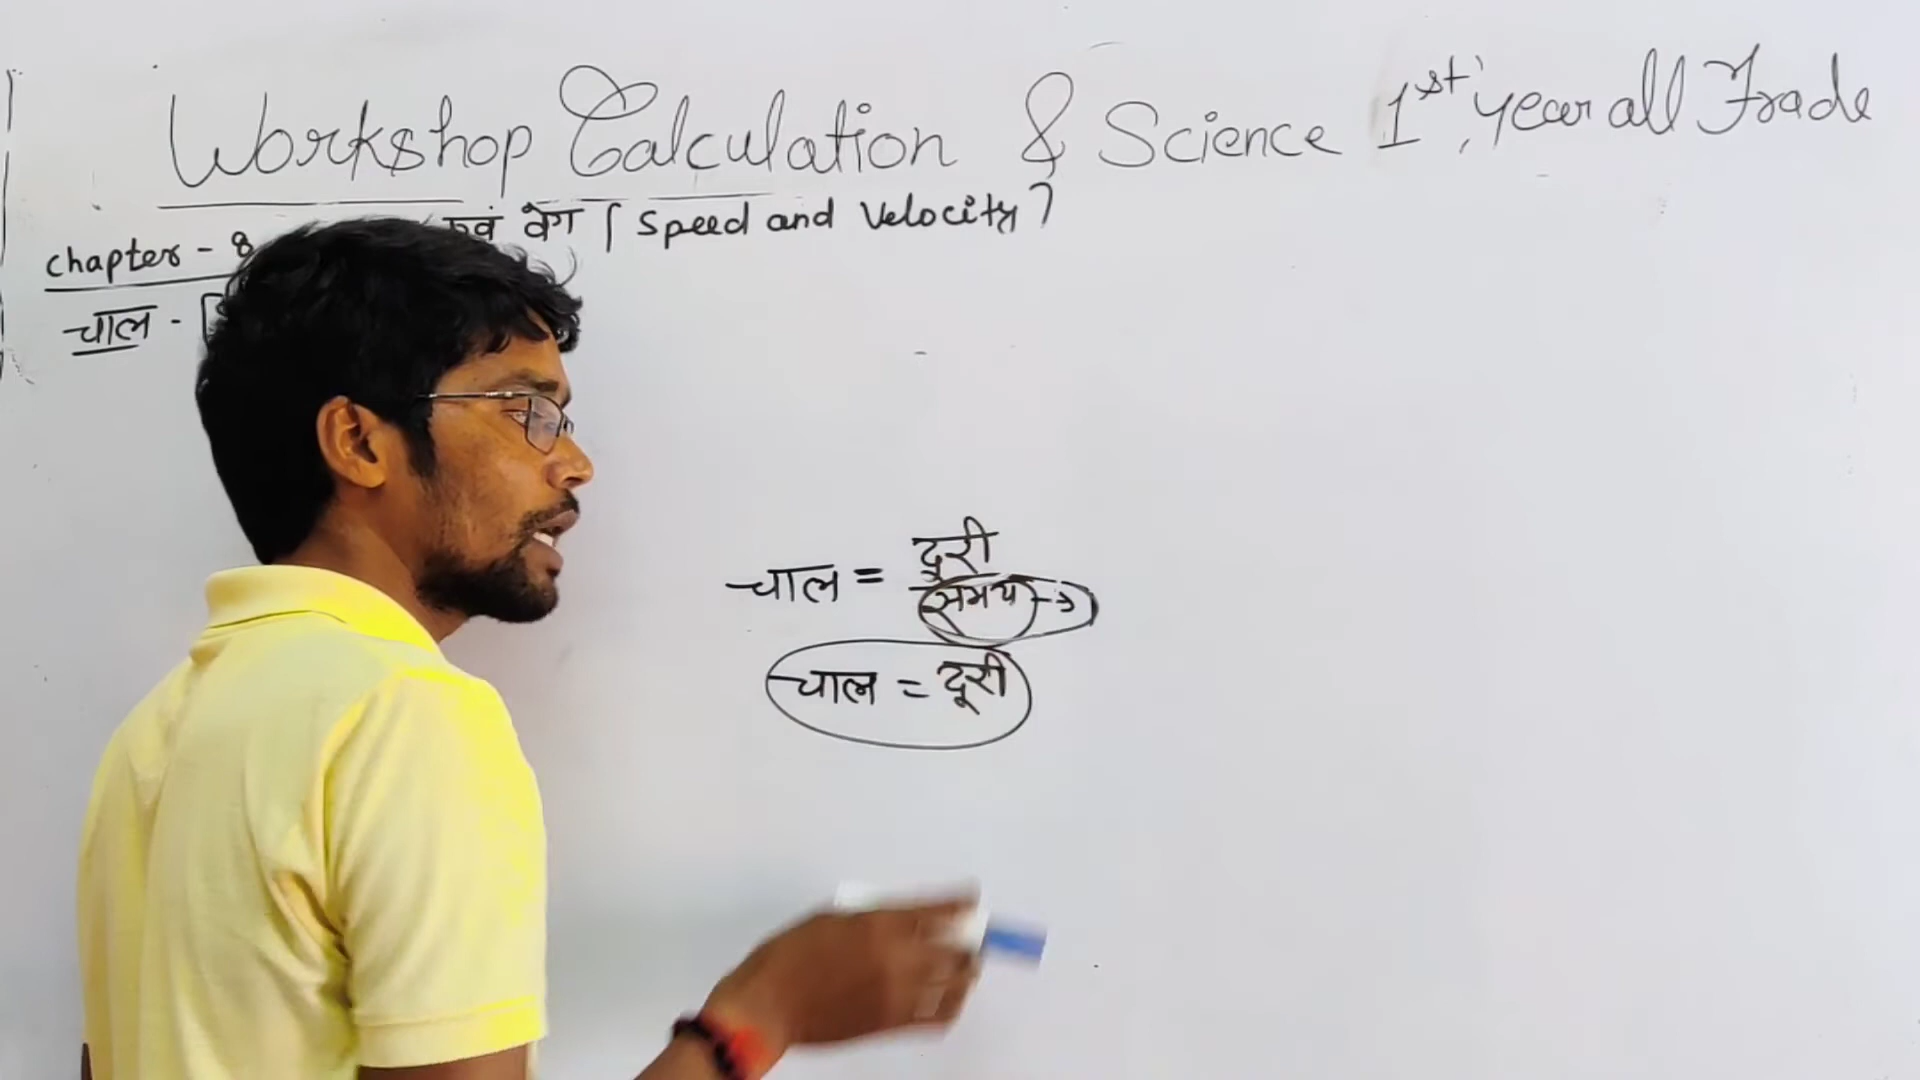 Workshop Calculation & Science 1st, year all Trade
chapter - 8 एवं वेग [ Speed and Velocity ]
चाल -
चाल = दूरी
समय →
चाल = दूरी